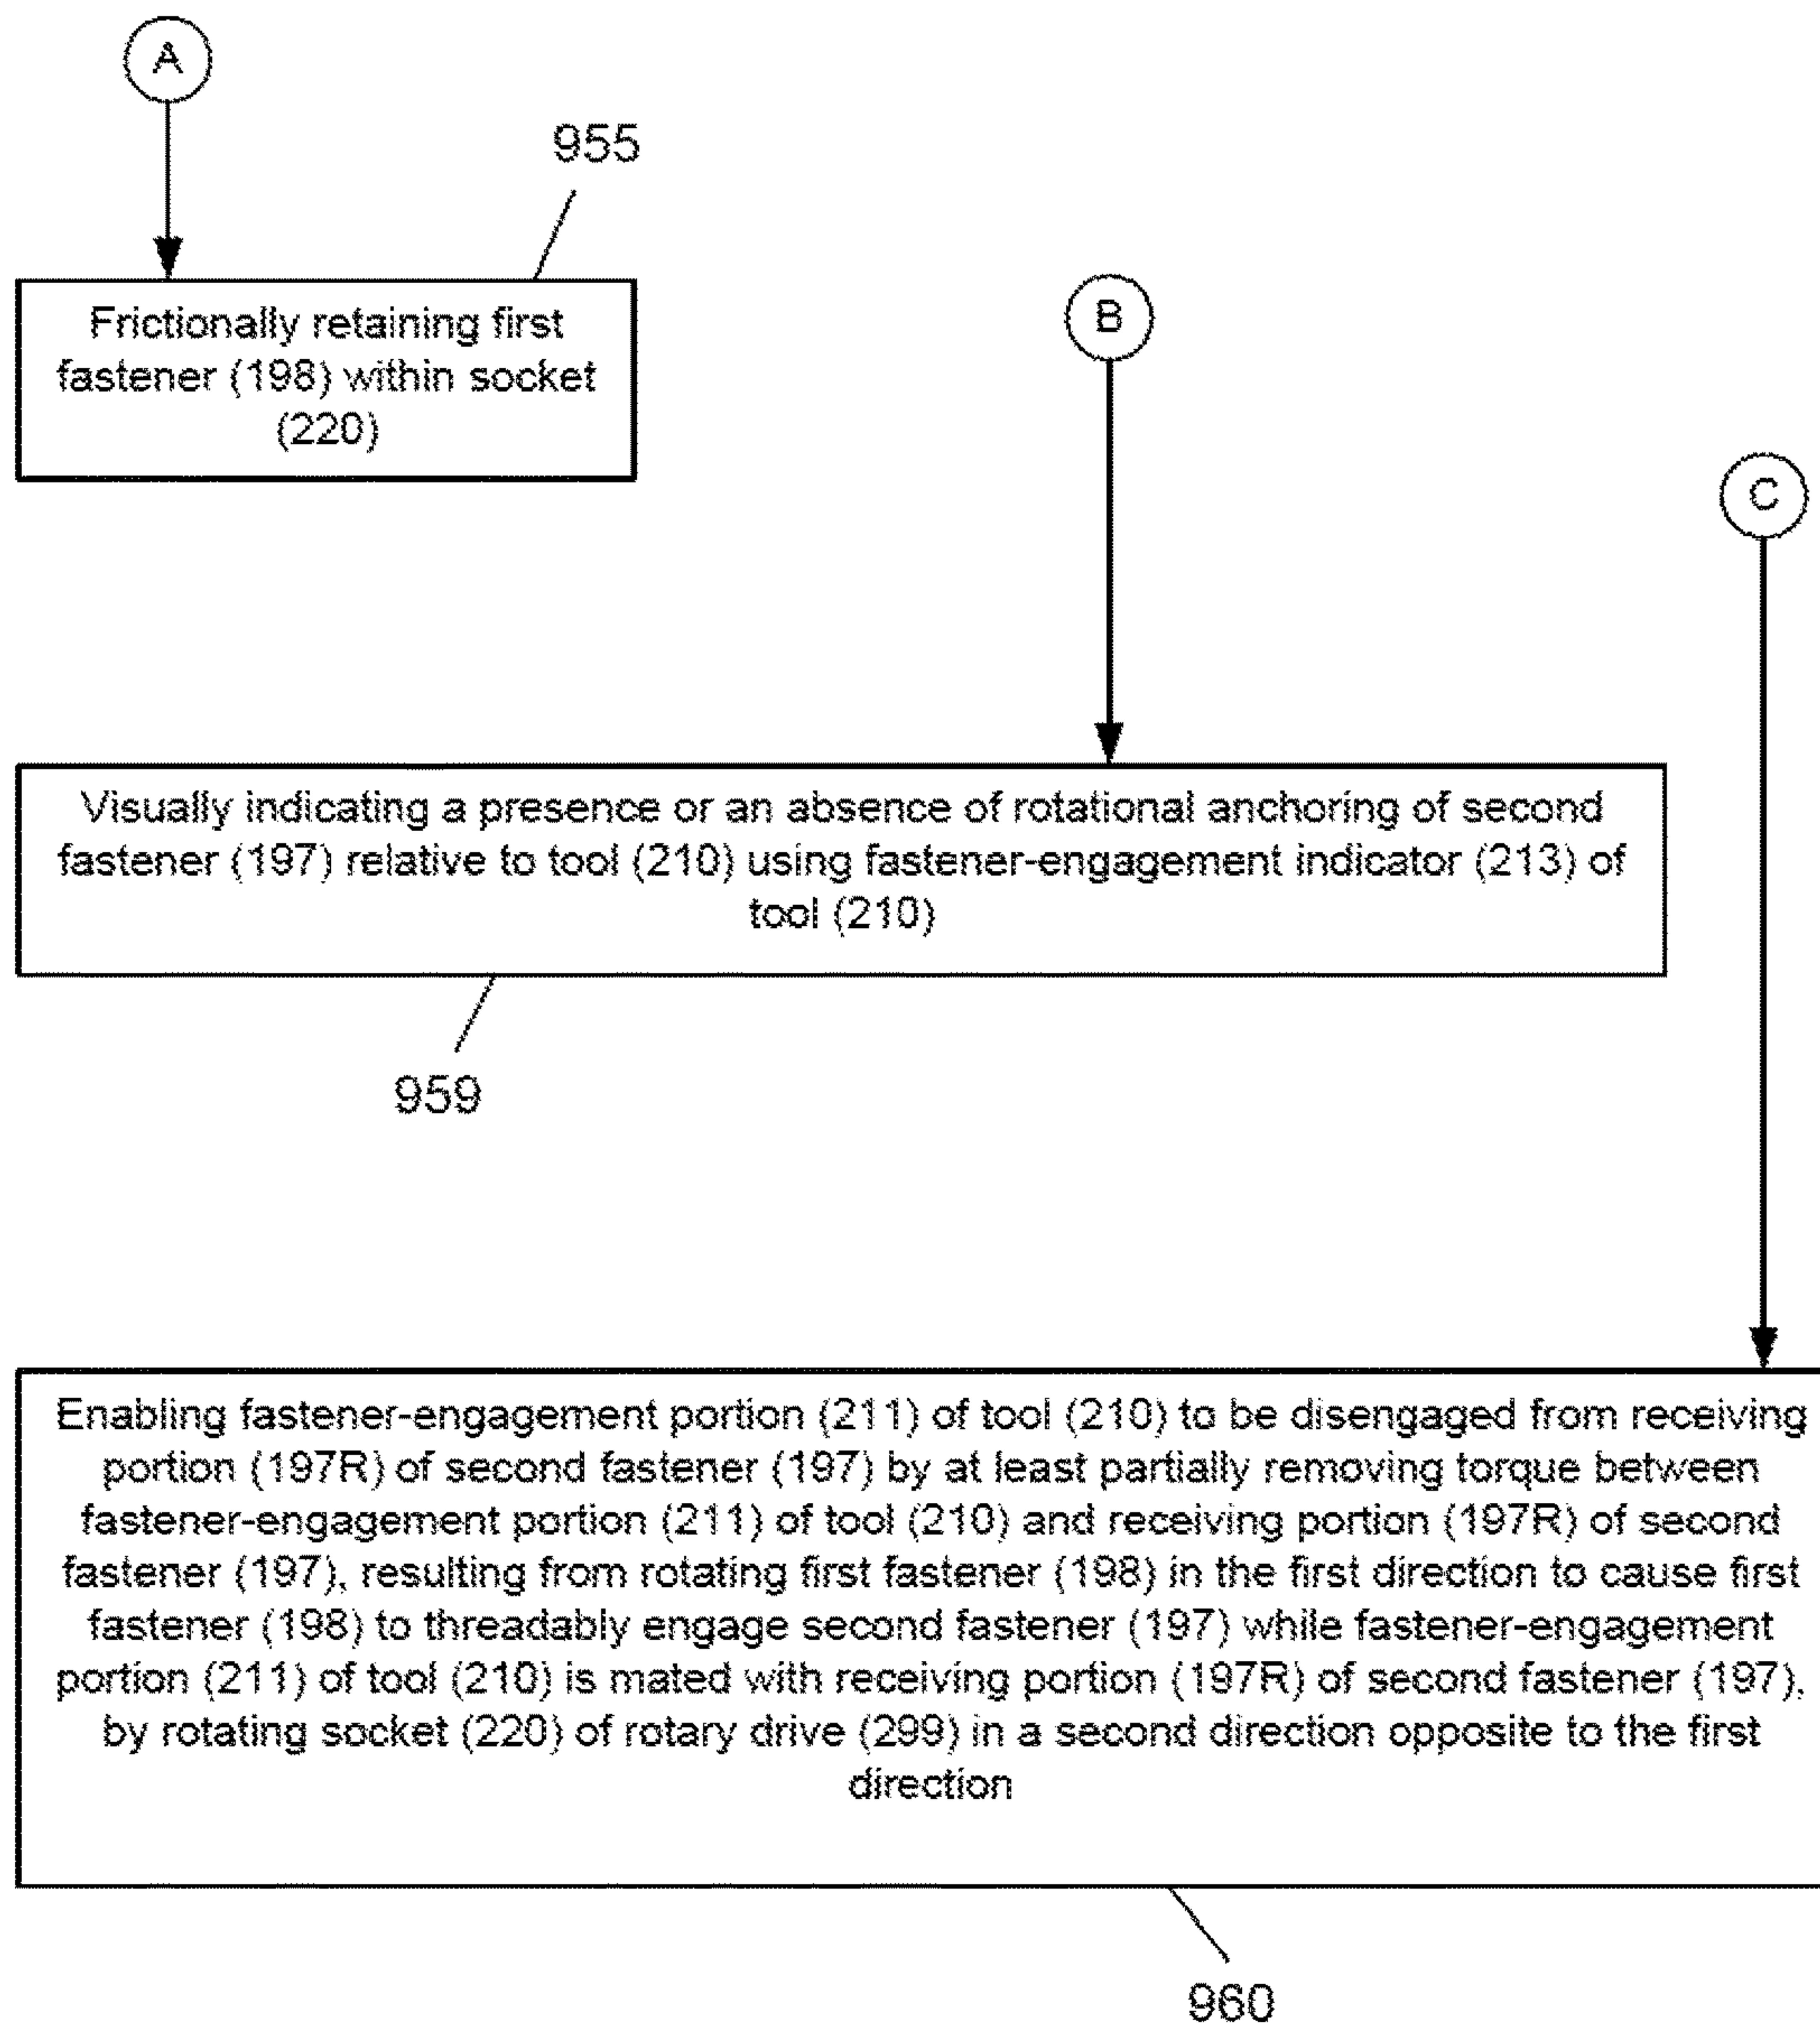 A
955
Frictionally retaining first
fastener (198) within socket
(220)
B
C
Visually indicating a presence or an absence of rotational anchoring of second
fastener (197) relative to tool (210) using fastener-engagement indicator (213) of
tool (210)
959
Enabling fastener-engagement portion (211) of tool (210) to be disengaged from receiving
portion (197R) of second fastener (197) by at least partially removing torque between
fastener-engagement portion (211) of tool (210) and receiving portion (197R) of second
fastener (197), resulting from rotating first fastener (198) in the first direction to cause first
fastener (198) to threadably engage second fastener (197) while fastener-engagement
portion (211) of tool (210) is mated with receiving portion (197R) of second fastener (197),
by rotating socket (220) of rotary drive (299) in a second direction opposite to the first
direction
960